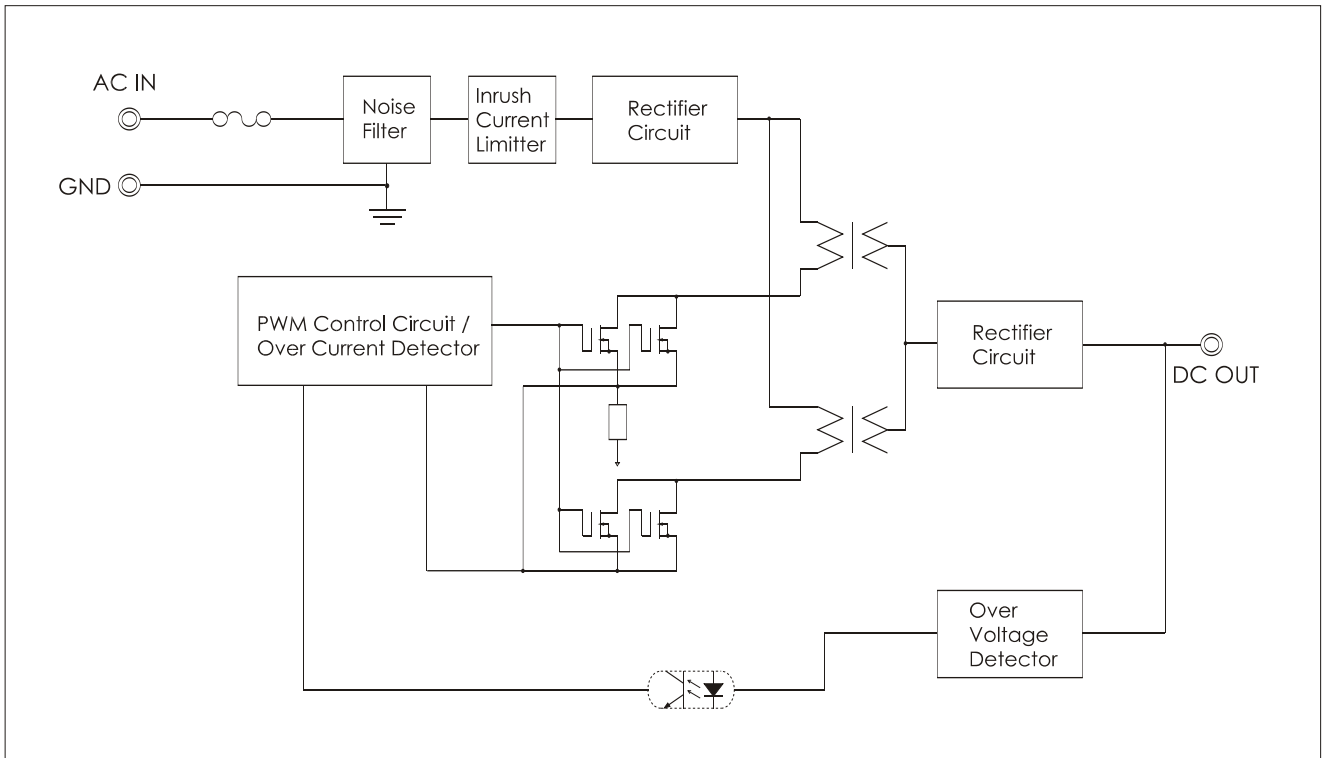 AC IN
GND
Noise
Filter
Inrush
Current
Limitter
Rectifier
Circuit
PWM Control Circuit /
Over Current Detector
Rectifier
Circuit
DC OUT
Over
Voltage
Detector